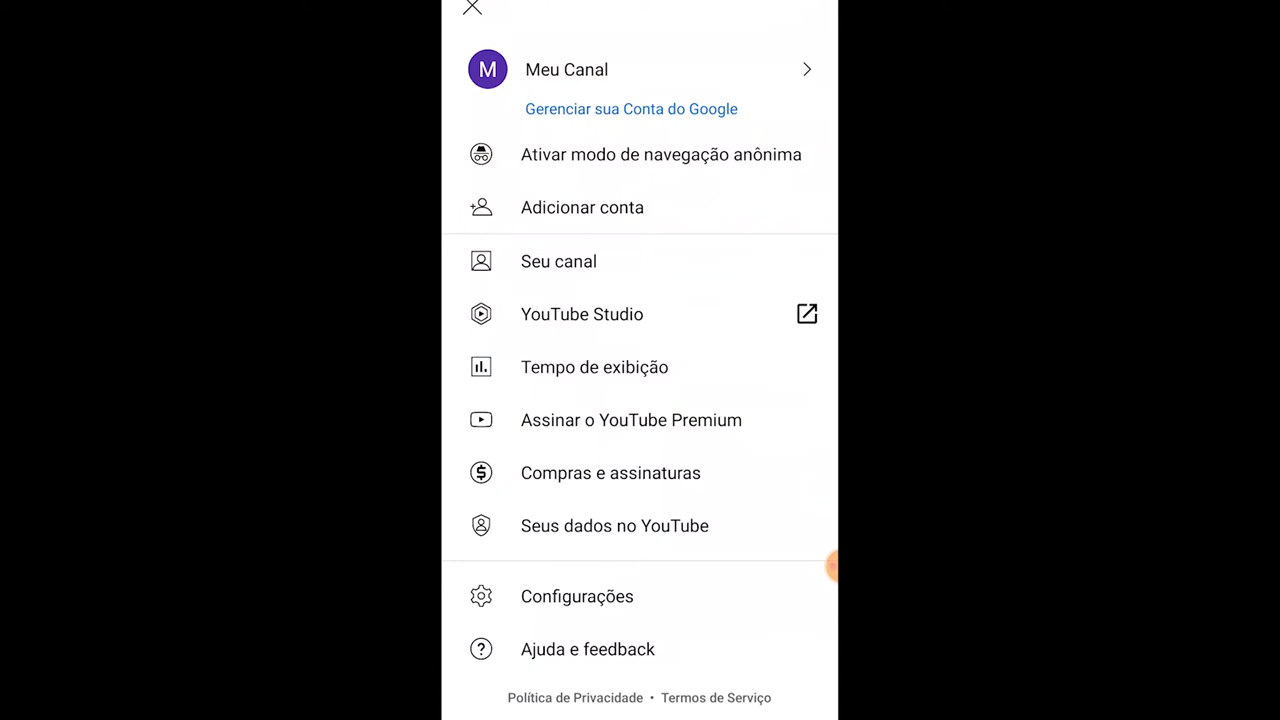 M
Meu Canal
Gerenciar sua Conta do Google
Ativar modo de navegação anônima
Adicionar conta
Seu canal
YouTube Studio
Tempo de exibição
Assinar o YouTube Premium
Compras e assinaturas
Seus dados no YouTube
Configurações
Ajuda e feedback
Política de Privacidade • Termos de Serviço